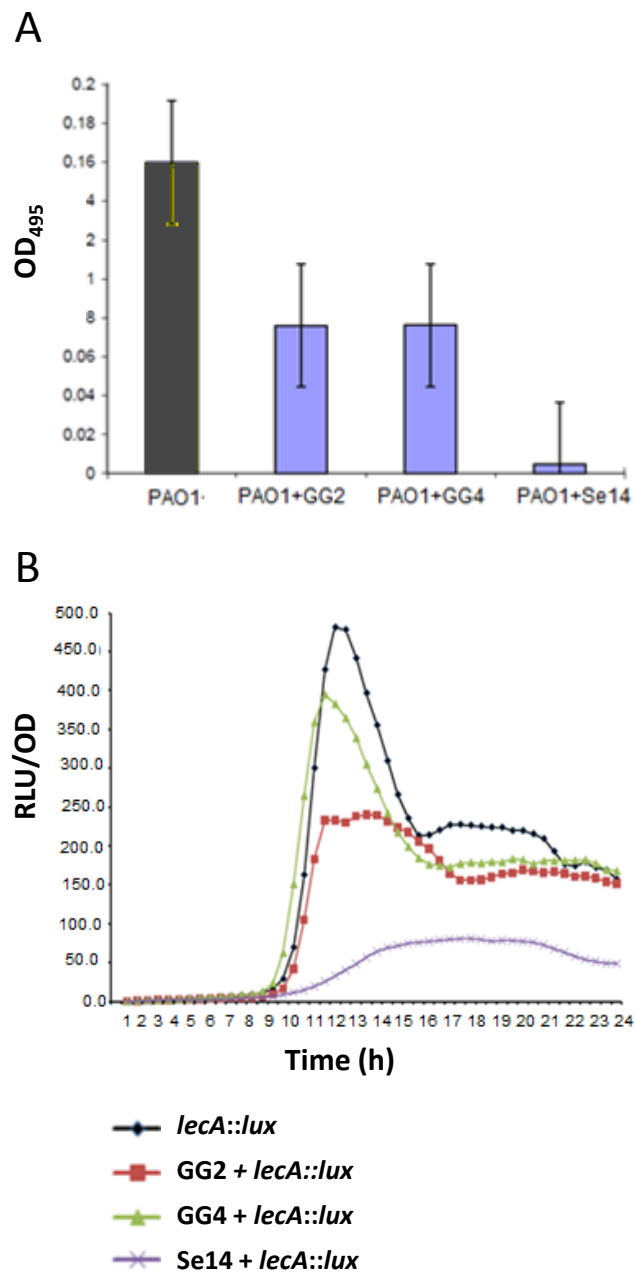 A
OD495
0.2
0.18
0.16
4
2
1
8
0.06
0.04
0.02
0
PAO1· PAO1+GG2 PAO1+GG4 PAO1+Se14
B
RLU/OD
500.0
450.0
400.0
350.0
300.0
250.0
200.0
150.0
100.0
50.0
0.0
1 2 3 4 5 6 7 8 9 10 11 12 13 14 15 16 17 18 19 20 21 22 23 24
Time (h)
lecA::lux
GG2 + lecA::lux
GG4 + lecA::lux
Se14 + lecA::lux